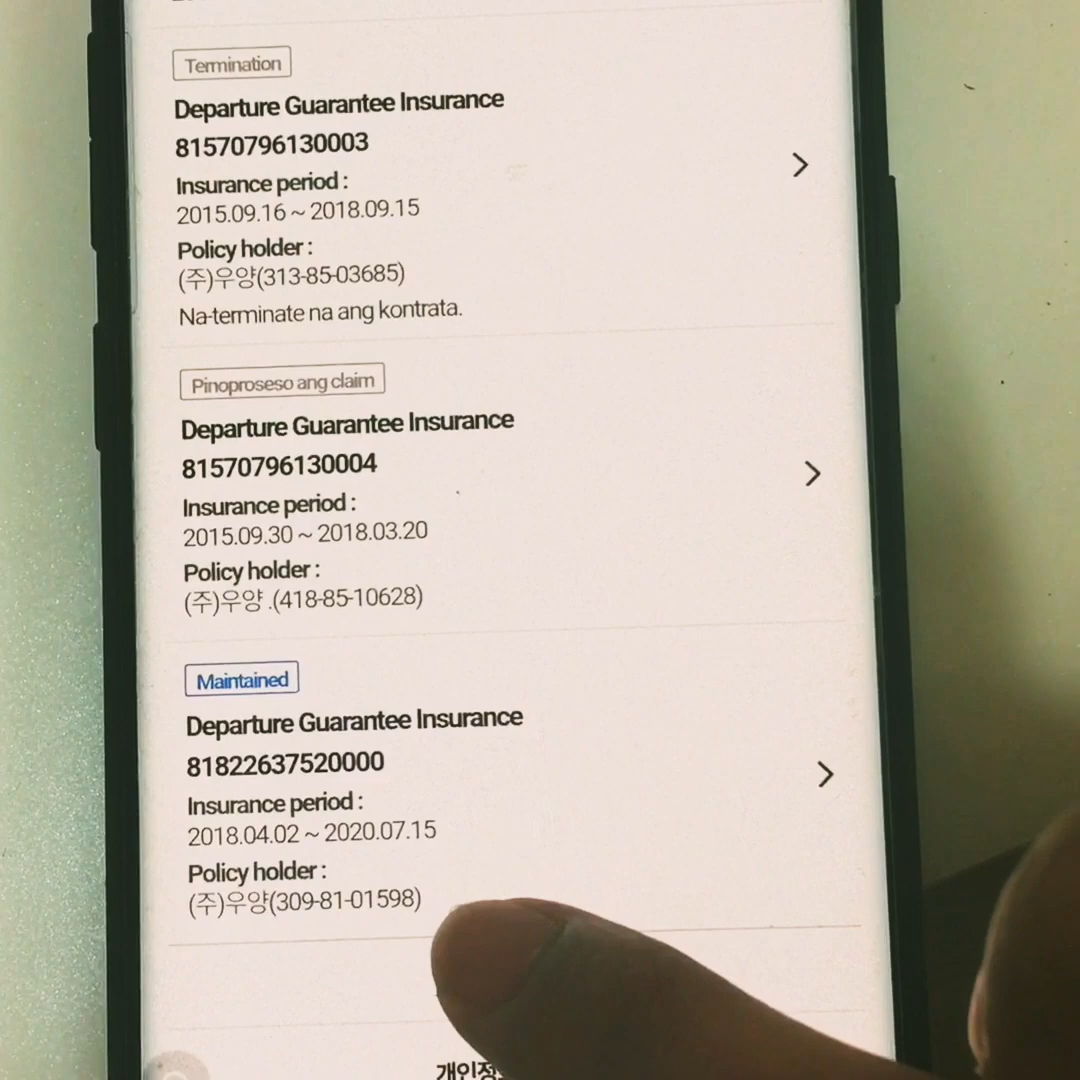 Termination
Departure Guarantee Insurance
81570796130003
Insurance period :
2015.09.16 ~ 2018.09.15
Policy holder :
(주)우양(313-85-03685)
Na-terminate na ang kontrata.
Pinoproseso ang claim
Departure Guarantee Insurance
81570796130004
Insurance period :
2015.09.30 ~ 2018.03.20
Policy holder :
(주)우양 .(418-85-10628)
Maintained
Departure Guarantee Insurance
81822637520000
Insurance period :
2018.04.02 ~ 2020.07.15
Policy holder :
(주)우양(309-81-01598)